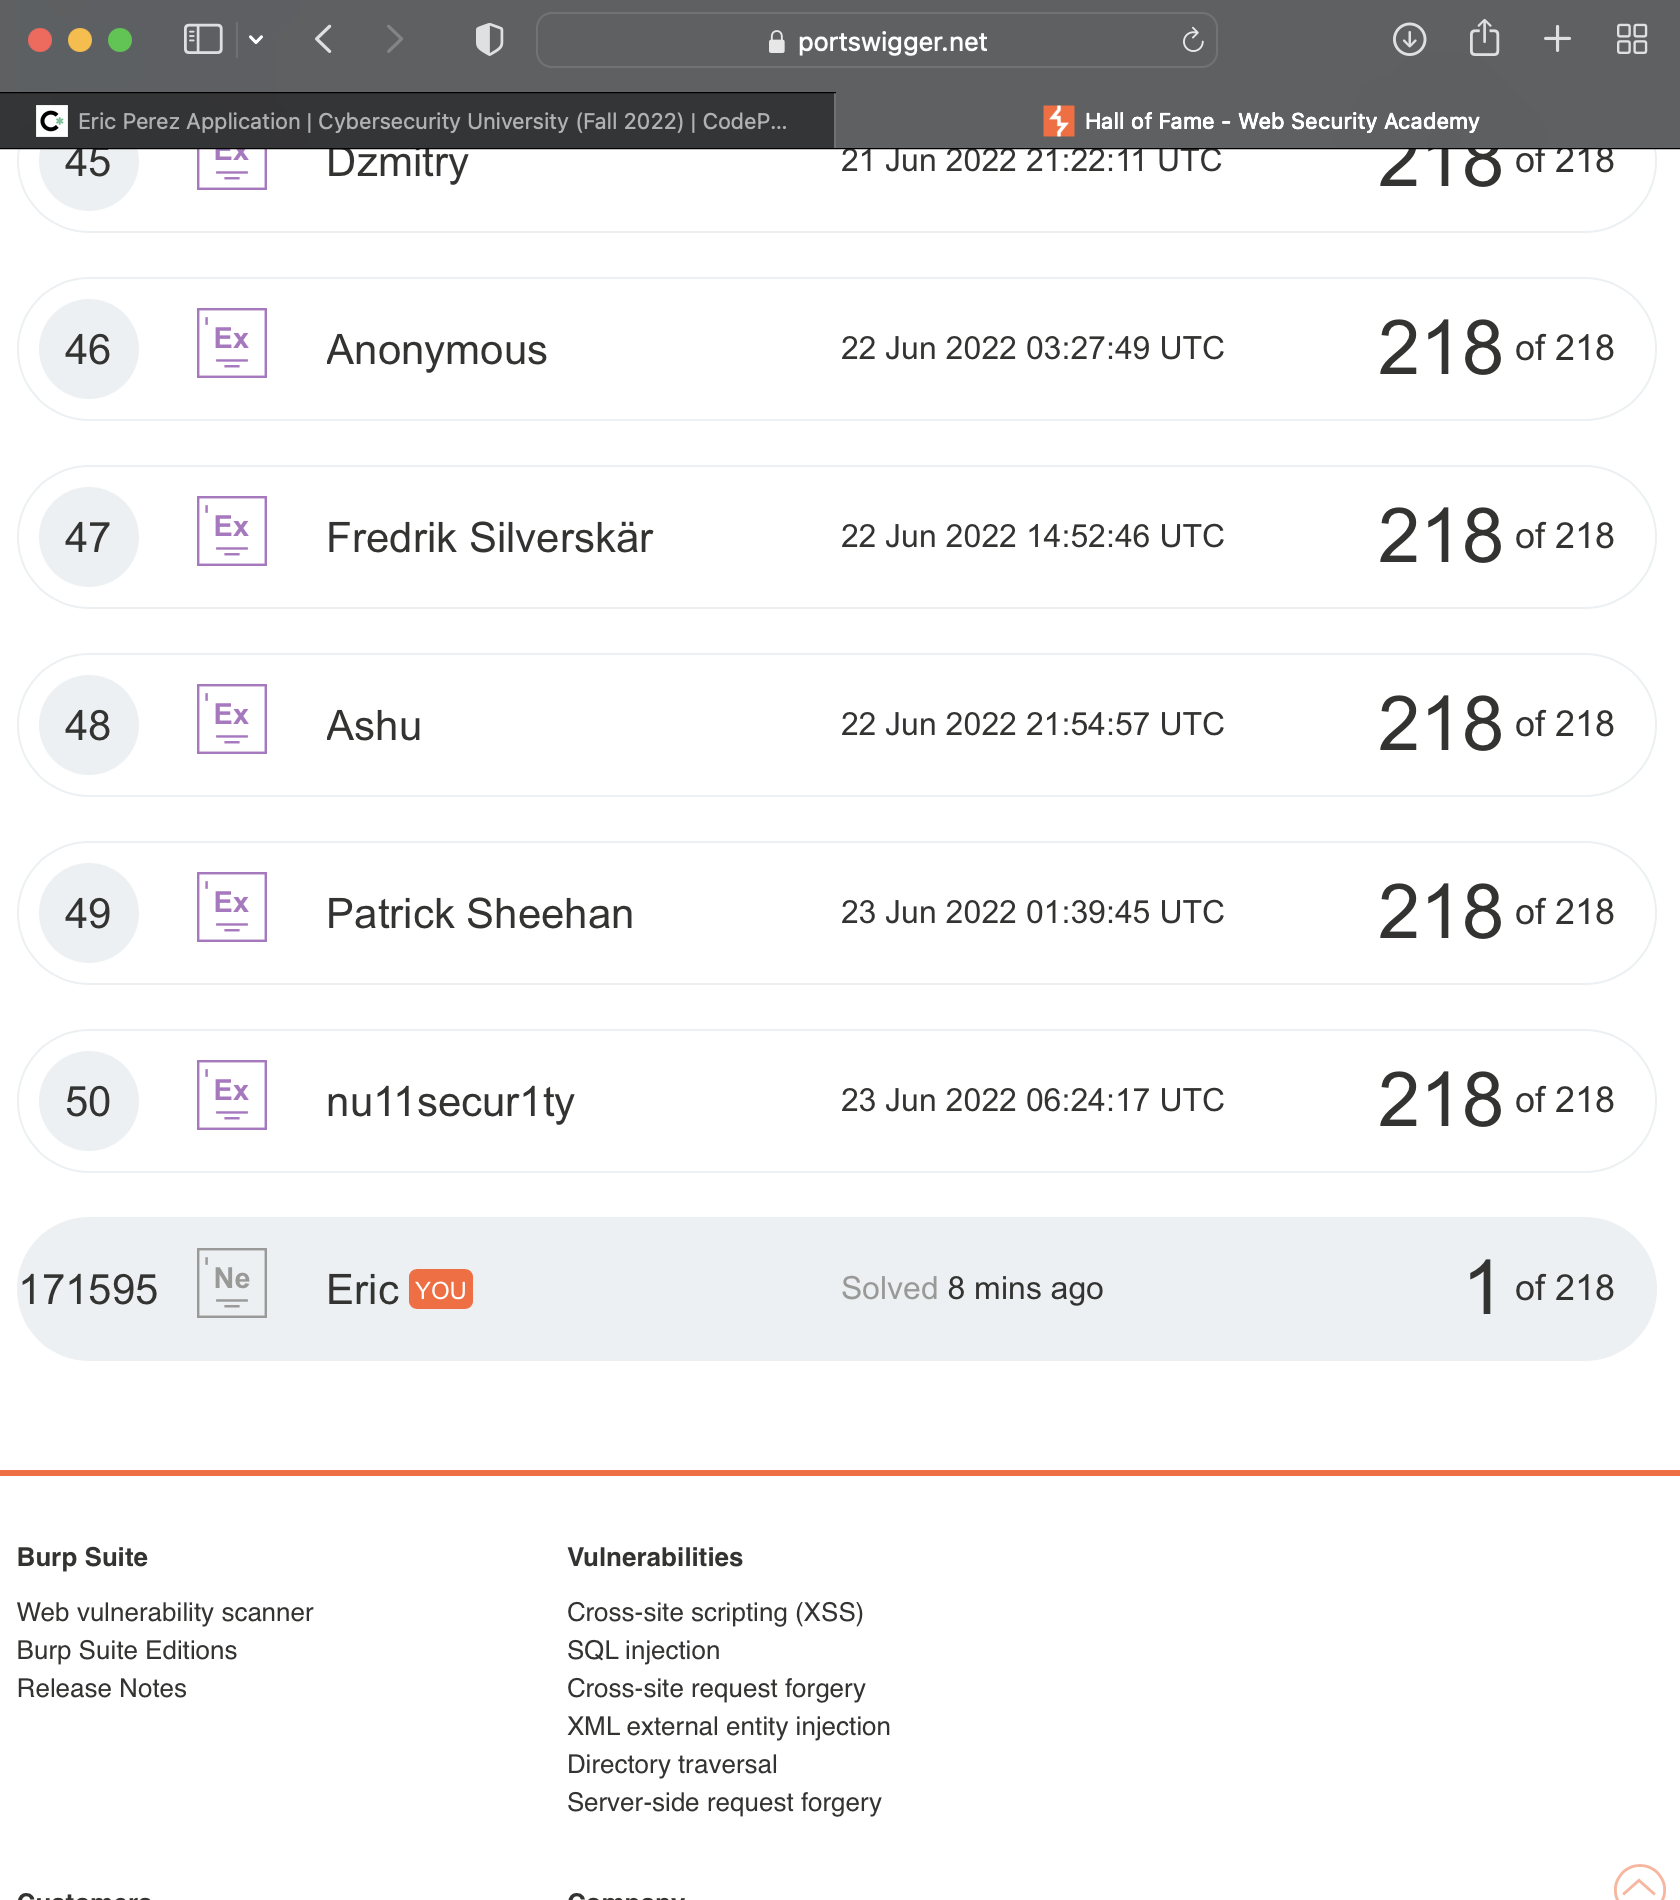 portswigger.net
Eric Perez Application | Cybersecurity University (Fall 2022) | CodeP...
Hall of Fame - Web Security Academy
45 Ex Dzmitry 21 Jun 2022 21:22:11 UTC 218 of 218
46 Ex Anonymous 22 Jun 2022 03:27:49 UTC 218 of 218
47 Ex Fredrik Silverskär 22 Jun 2022 14:52:46 UTC 218 of 218
48 Ex Ashu 22 Jun 2022 21:54:57 UTC 218 of 218
49 Ex Patrick Sheehan 23 Jun 2022 01:39:45 UTC 218 of 218
50 Ex nu11secur1ty 23 Jun 2022 06:24:17 UTC 218 of 218
171595 Ne Eric YOU Solved 8 mins ago 1 of 218
Burp Suite
Web vulnerability scanner
Burp Suite Editions
Release Notes
Vulnerabilities
Cross-site scripting (XSS)
SQL injection
Cross-site request forgery
XML external entity injection
Directory traversal
Server-side request forgery
Customers
Company